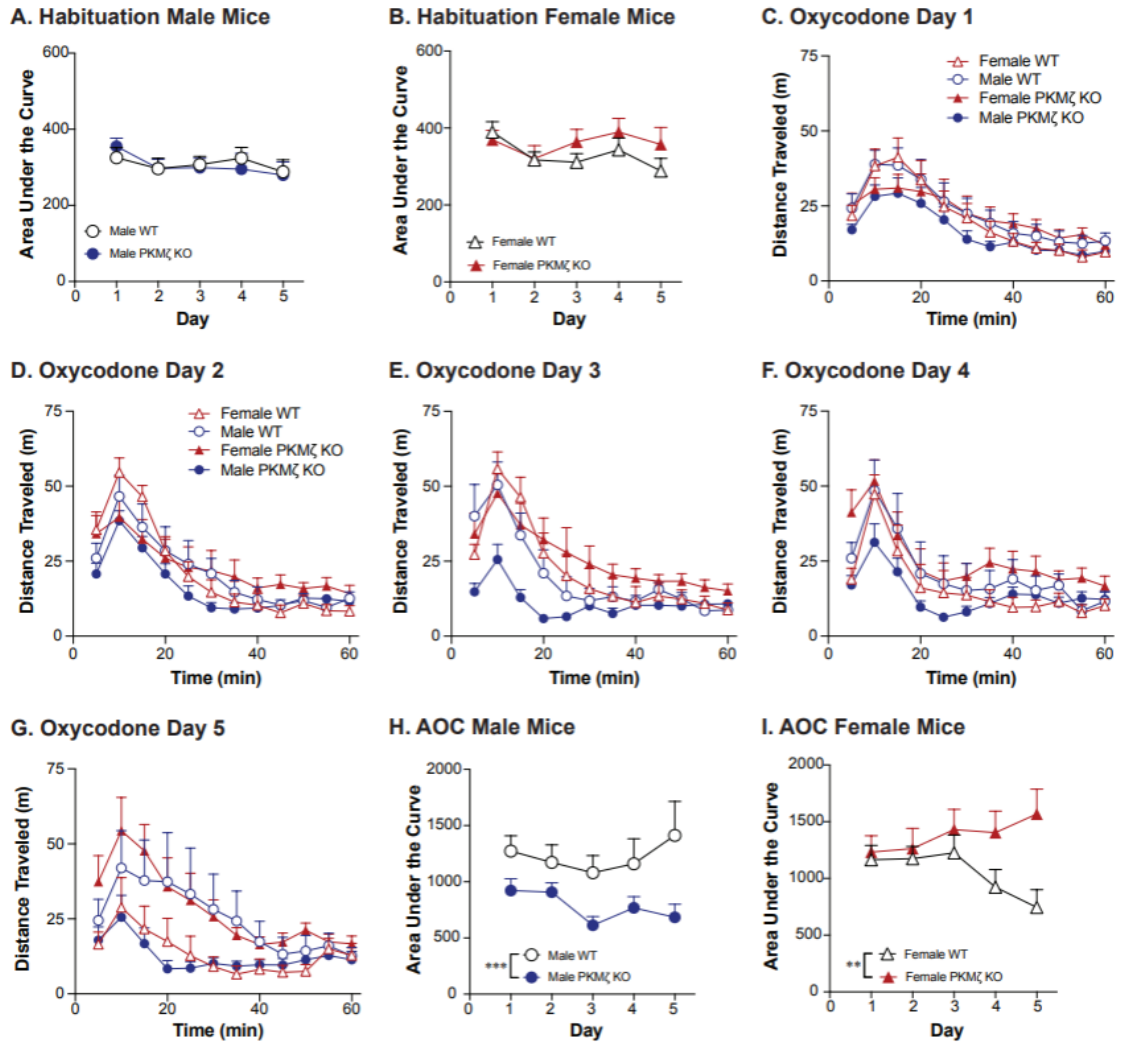 A. Habituation Male Mice
600
400
200
0
Area Under the Curve
Male WT
Male PKMζ KO
0 1 2 3 4 5
Day
B. Habituation Female Mice
600
400
200
0
Area Under the Curve
Female WT
Female PKMζ KO
0 1 2 3 4 5
Day
C. Oxycodone Day 1
75
50
25
0
Distance Traveled (m)
Female WT
Male WT
Female PKMζ KO
Male PKMζ KO
0 20 40 60
Time (min)
D. Oxycodone Day 2
75
50
25
0
Distance Traveled (m)
Female WT
Male WT
Female PKMζ KO
Male PKMζ KO
0 20 40 60
Time (min)
E. Oxycodone Day 3
75
50
25
0
Distance Traveled (m)
0 20 40 60
Time (min)
F. Oxycodone Day 4
75
50
25
0
Distance Traveled (m)
0 20 40 60
Time (min)
G. Oxycodone Day 5
75
50
25
0
Distance Traveled (m)
0 20 40 60
Time (min)
H. AOC Male Mice
2000
1500
1000
500
0
Area Under the Curve
***
Male WT
Male PKMζ KO
0 1 2 3 4 5
Day
I. AOC Female Mice
2000
1500
1000
500
0
Area Under the Curve
**
Female WT
Female PKMζ KO
0 1 2 3 4 5
Day